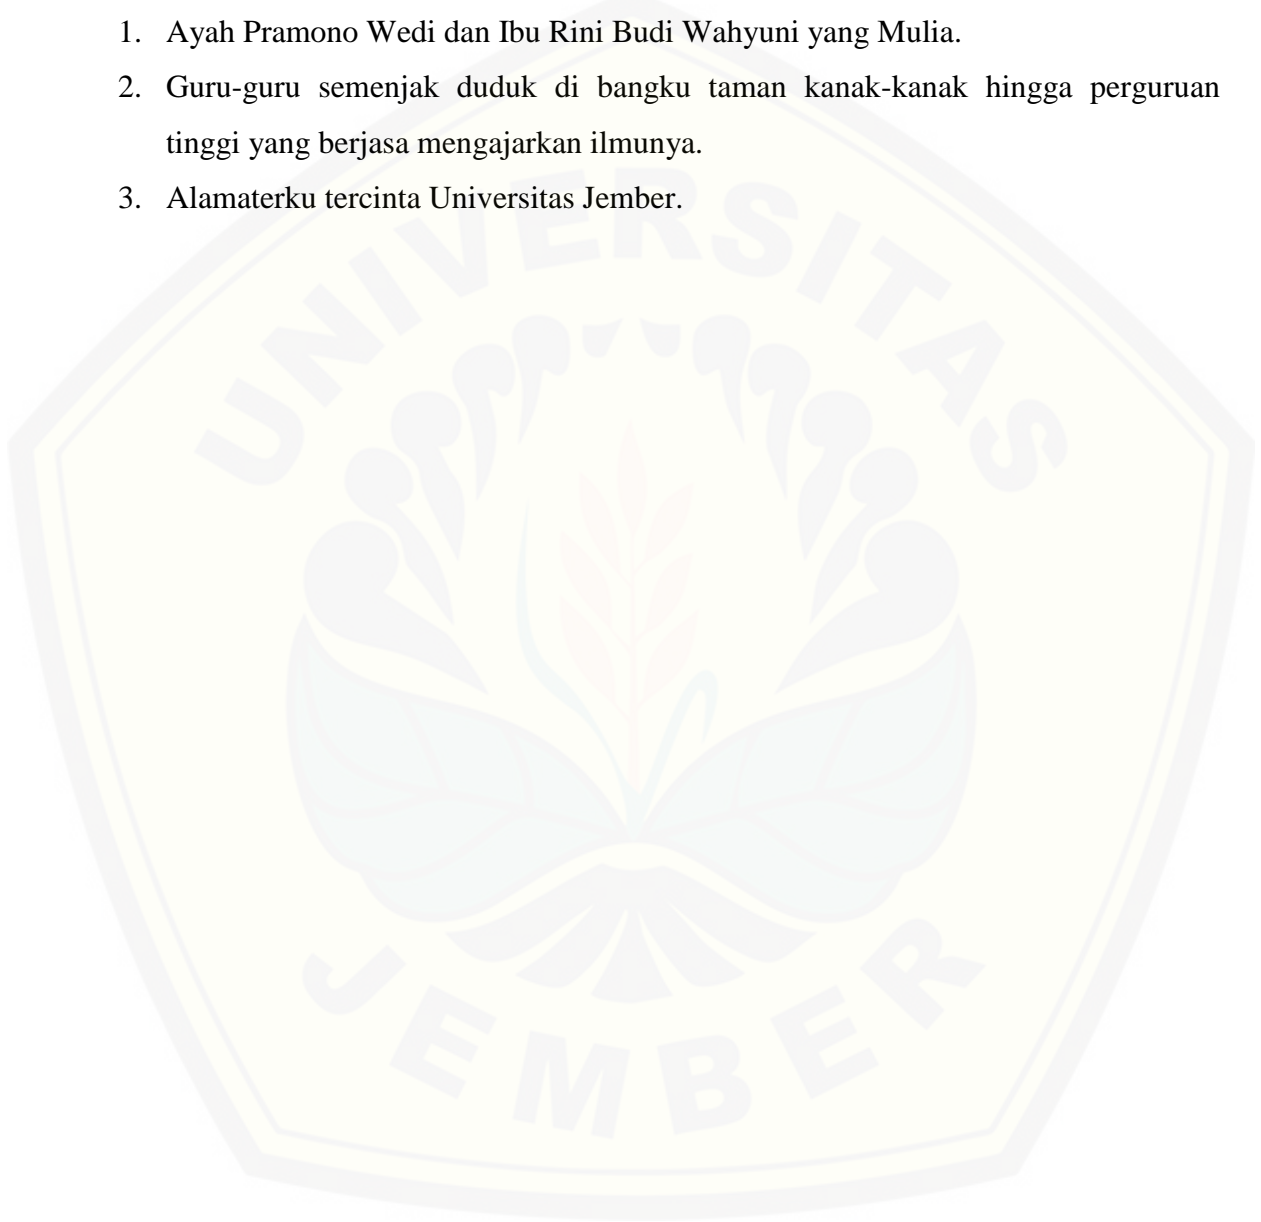 1. Ayah Pramono Wedi dan Ibu Rini Budi Wahyuni yang Mulia.
2. Guru-guru semenjak duduk di bangku taman kanak-kanak hingga perguruan
tinggi yang berjasa mengajarkan ilmunya.
3. Alamaterku tercinta Universitas Jember.
UNIVERSITAS
JEMBER